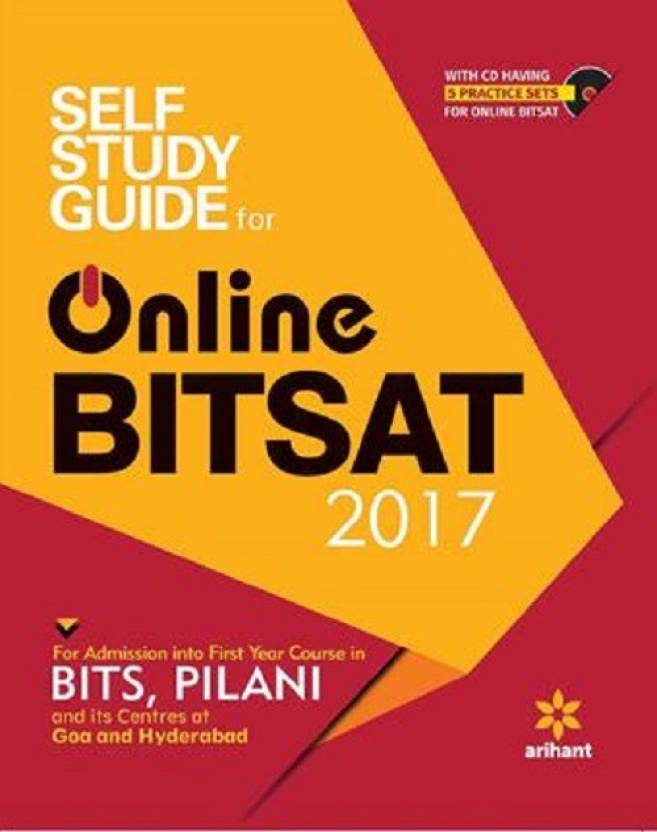 SELF
STUDY
GUIDE for
Online
BITSAT
2017
WITH CD HAVING
5 PRACTICE SETS
FOR ONLINE BITSAT
For Admission into First Year Course in
BITS, PILANI
and its Centres at
Goa and Hyderabad
arihant